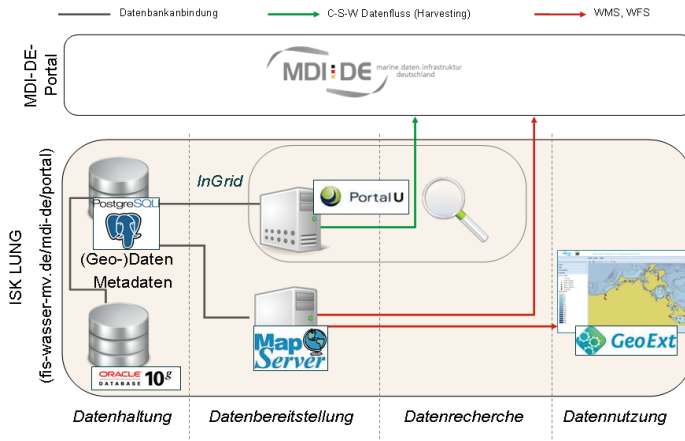 Datenbankanbindung
C-S-W Datenfluss (Harvesting)
WMS, WFS
MDI-DE-
Portal
MDI:DE
marine.daten.infrastruktur
deutschland
ISK LUNG
(fis-wasser-mv.de/mdi-de/portal)
InGrid
PortalU
PostgreSQL
(Geo-)Daten
Metadaten
ORACLE
DATABASE 10g
Map
Server
GeoExt
Datenhaltung
Datenbereitstellung
Datenrecherche
Datennutzung